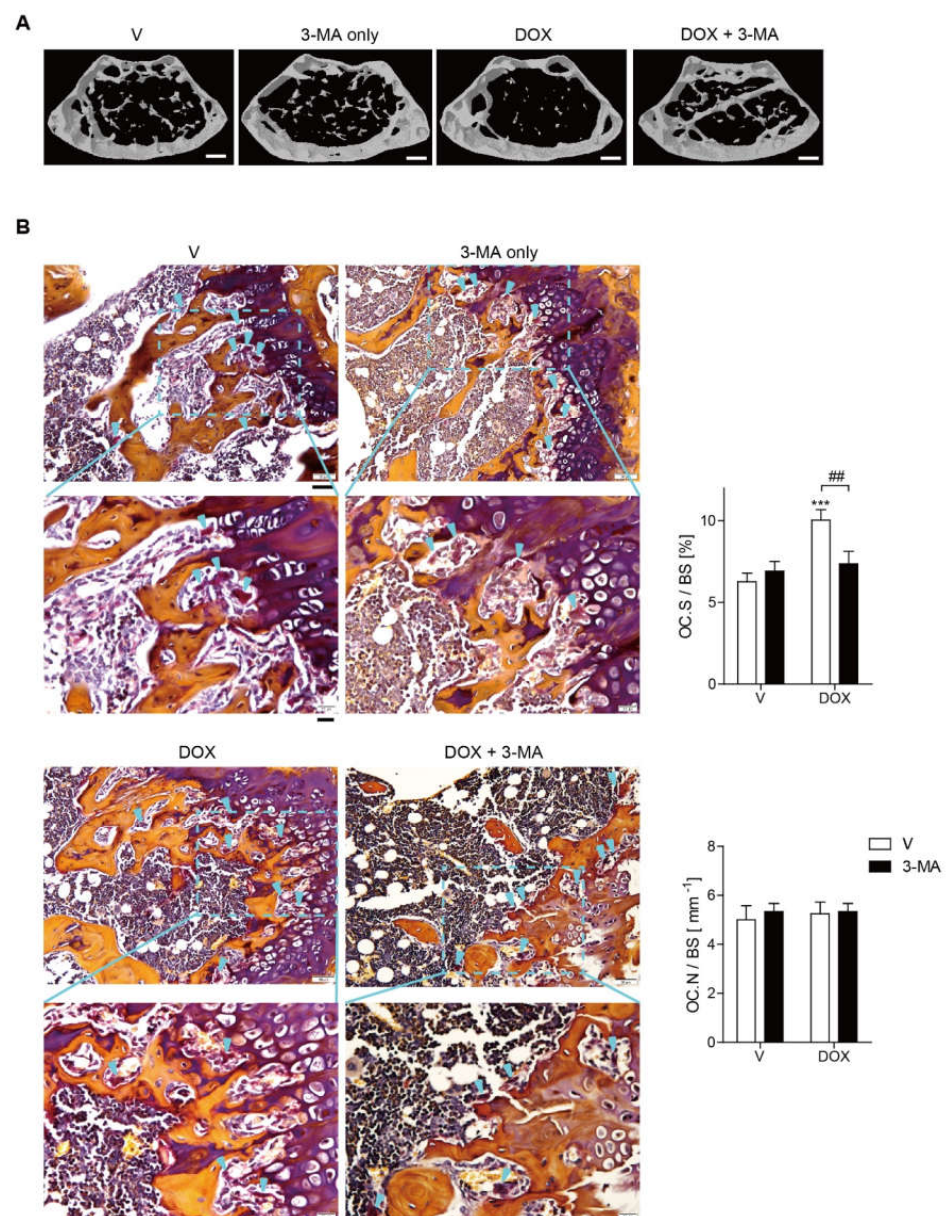 A
V 3-MA only DOX DOX + 3-MA
B
V 3-MA only
DOX DOX + 3-MA
OC.S / BS [%]
10
5
0
***
##
V DOX
OC.N / BS [ mm⁻¹]
8
6
4
2
0
V DOX
V
3-MA